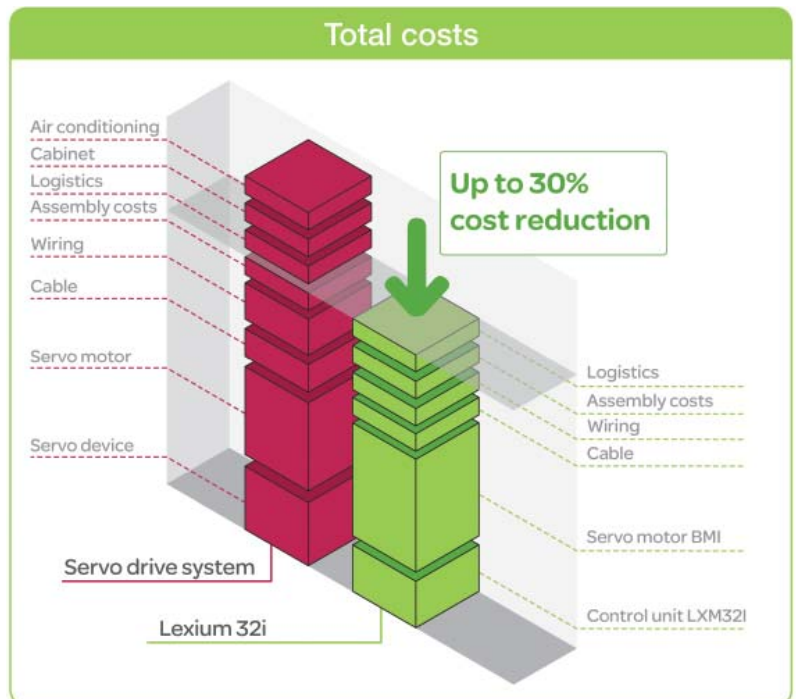 Total costs
Air conditioning
Cabinet
Logistics
Assembly costs
Wiring
Cable
Servo motor
Servo device
Servo drive system
Lexium 32i
Up to 30%
cost reduction
Logistics
Assembly costs
Wiring
Cable
Servo motor BMI
Control unit LXM32I